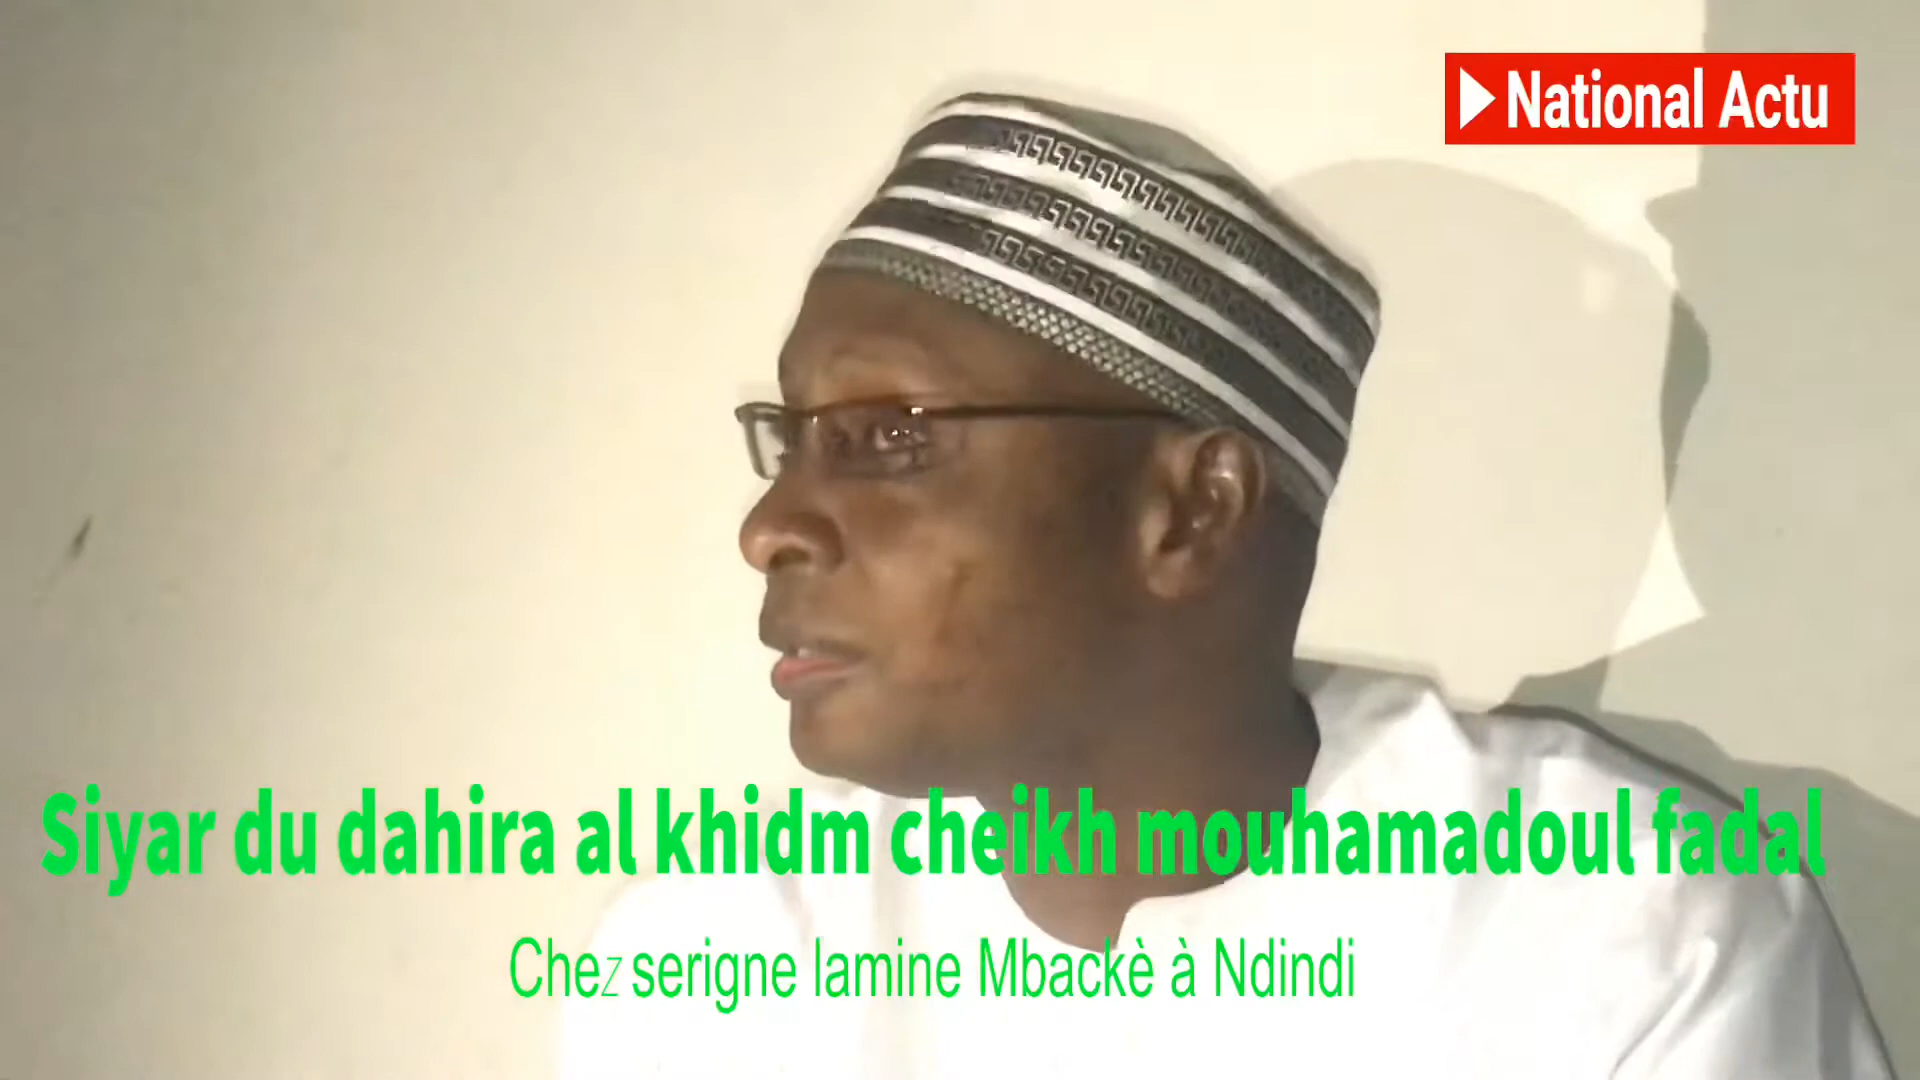 National Actu
Siyar du dahira al khidm cheikh mouhamadoul fadal
Chez serigne lamine Mbackè à Ndindi